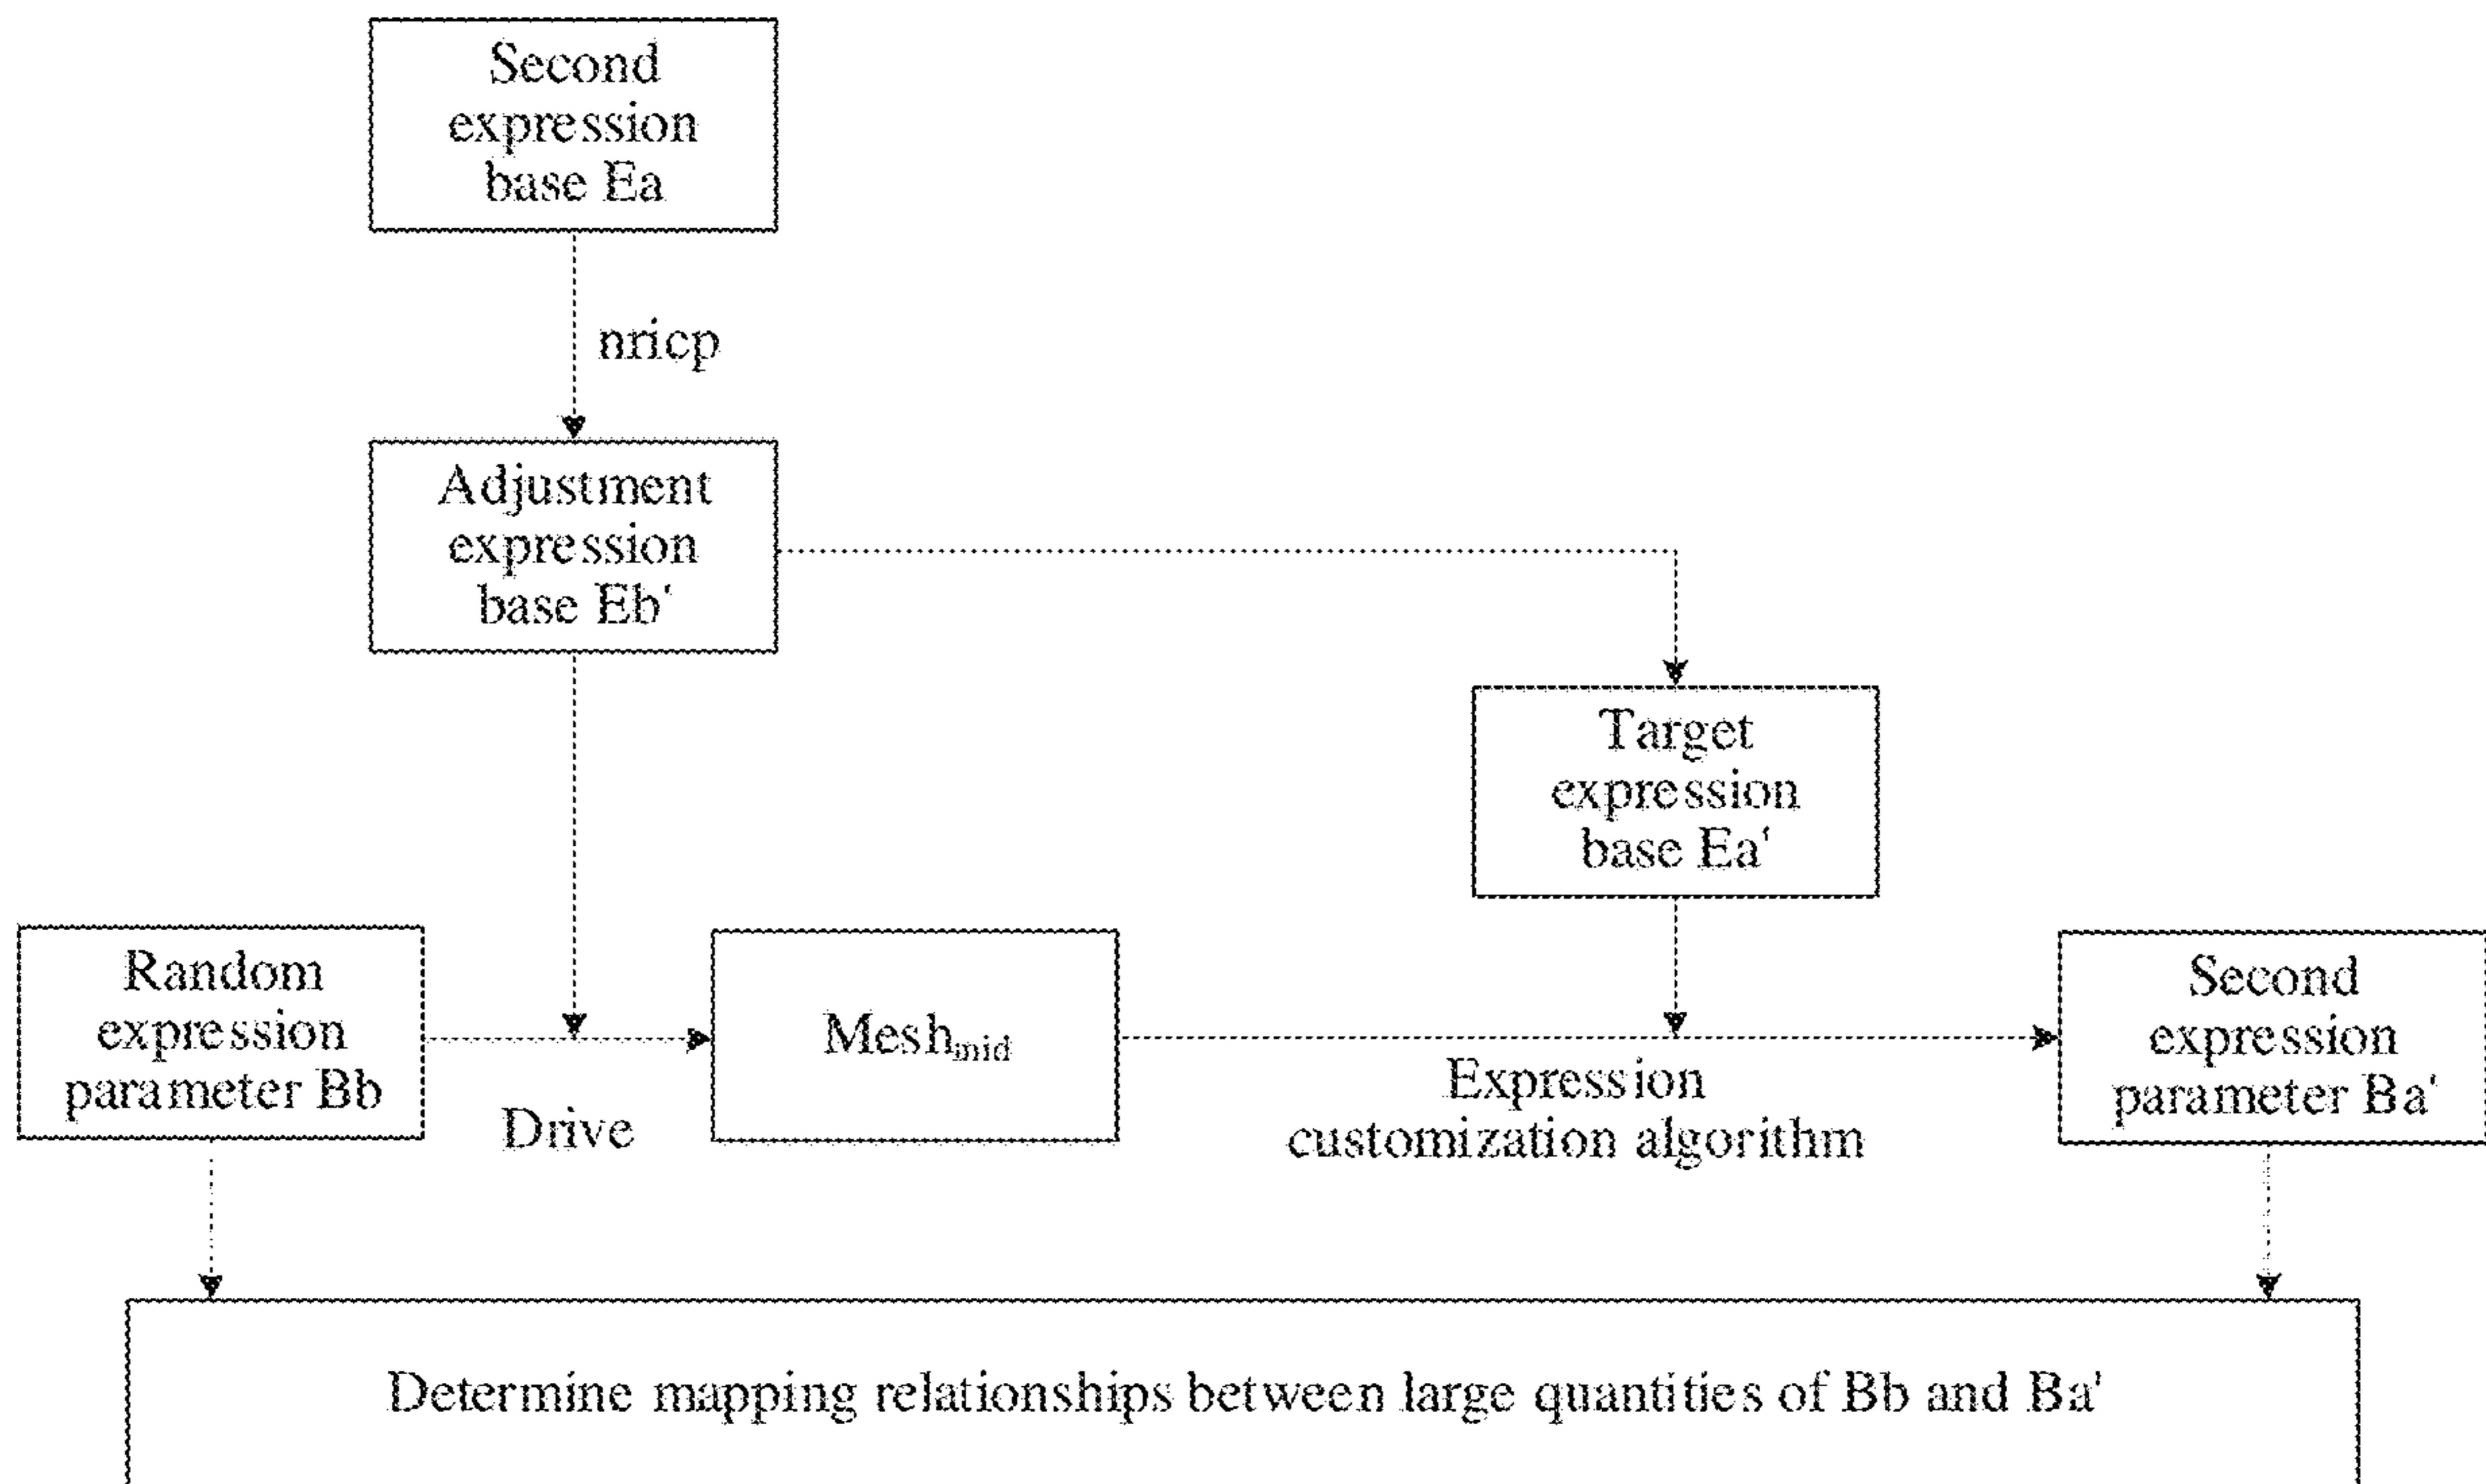 Second
expression
base Ea
nricp
Adjustment
expression
base Eb'
Target
expression
base Ea'
Random
expression
parameter Bb
Drive
Meshmid
Expression
customization algorithm
Second
expression
parameter Ba'
Determine mapping relationships between large quantities of Bb and Ba'